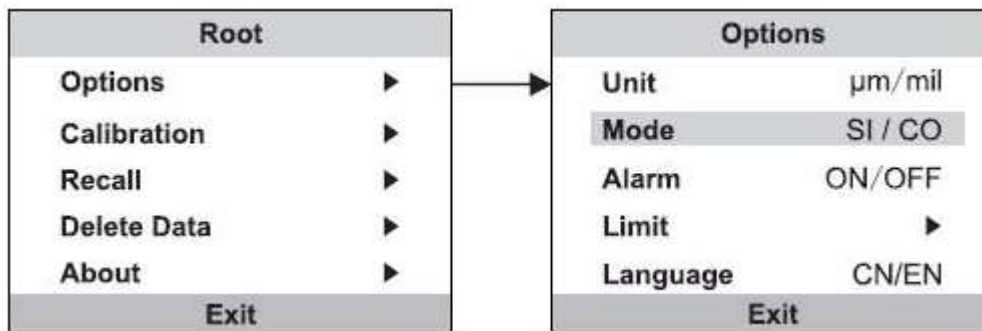 Root
Options ▶
Calibration ▶
Recall ▶
Delete Data ▶
About ▶
Exit
Options
Unit µm/mil
Mode SI / CO
Alarm ON/OFF
Limit ▶
Language CN/EN
Exit